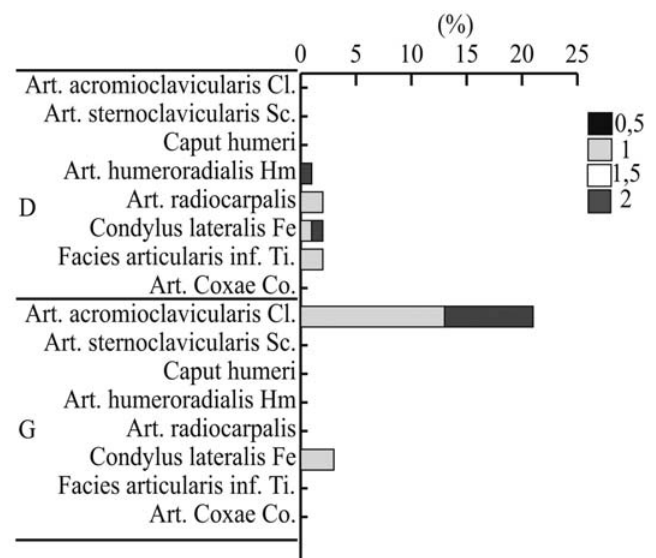 (%)
0 5 10 15 20 25
Art. acromioclavicularis Cl.
Art. sternoclavicularis Sc.
Caput humeri
Art. humeroradialis Hm
Art. radiocarpalis
D
Condylus lateralis Fe
Facies articularis inf. Ti.
Art. Coxae Co.
Art. acromioclavicularis Cl.
Art. sternoclavicularis Sc.
Caput humeri
Art. humeroradialis Hm
G
Art. radiocarpalis
Condylus lateralis Fe
Facies articularis inf. Ti.
Art. Coxae Co.
0,5
1
1,5
2